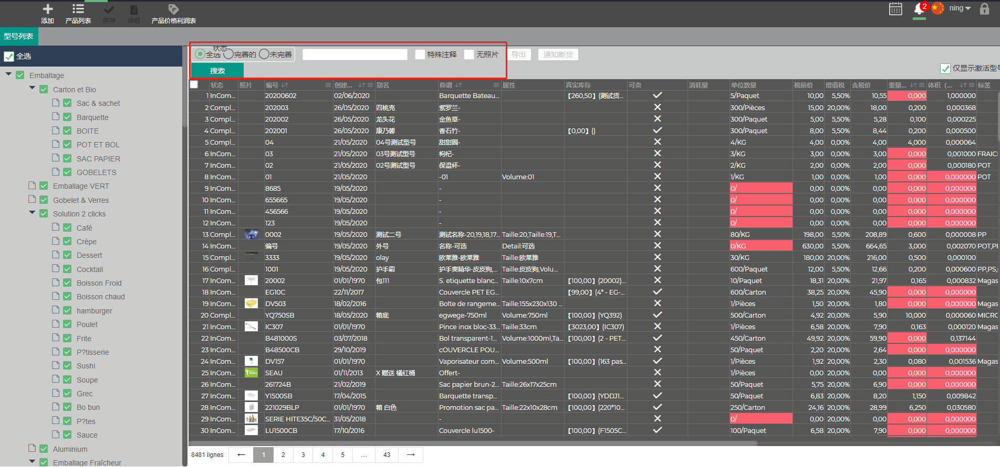 添加 产品列表 保存 详细 产品价格利润表 2 ning
型号列表
全选
Emballage
Carton et Bio
Sac & sachet
Barquette
BOITE
POT ET BOL
SAC PAPIER
GOBELETS
Emballage VERT
Gobelet & Verres
Solution 2 clicks
Café
Crèpe
Dessert
Cocktail
Boisson Froid
Boisson chaud
hamburger
Poulet
Frite
P?tisserie
Sushi
Soupe
Grec
Bo bun
P?tes
Sauce
Aluminium
Emballage Fraîcheur
状态
全选 完善的 未完善 特殊注释 无照片 导出 通知断货
搜索
仅显示激活型号
状态 照片 编号 创建... 别名 称谓 属性 真实库存 可卖 消耗量 单位数量 税前价 增值税 含税价 重量... 体积 (... 标签
1 InCom... 20200602 02/06/2020 Barquette Bateau... 【260,50】(测试货... 5/Paquet 10,00 5,50% 10,55 0,000 1,000000
2 Compl... 202003 26/05/2020 四桃克 紫罗兰- 300/Pièces 15,00 20,00% 18,00 0,200 0,000368
3 Compl... 202002 26/05/2020 龙头花 金鱼草- 300/Paquet 5,00 5,50% 5,28 0,100 0,000225
4 Compl... 202001 26/05/2020 康乃馨 香石竹- 【0,00】() 300/Paquet 8,00 5,50% 8,44 0,200 0,000500
5 Compl... 04 21/05/2020 04号测试型号 甜甜圈- 4/KG 4,00 0,00% 4,00 4,000 0,000064
6 InCom... 03 21/05/2020 03号测试型号 枸杞- 3/KG 3,00 0,00% 3,00 0,000 0,001000 FRAIC
7 InCom... 02 21/05/2020 02号测试型号 保温杯- 2/KG 2,00 0,00% 2,00 0,000 0,000180 POT
8 InCom... 01 21/05/2020 -01 Volume:01 1/KG 1,00 0,00% 1,00 0,000 0,000000 POT
9 InCom... 8685 19/05/2020 - 0/ 0,00 0,00% 0,00 0,000 0,000000
10 InCom... 655665 19/05/2020 - 0/ 0,00 0,00% 0,00 0,000 0,000000
11 InCom... 456566 19/05/2020 - 0/ 0,00 0,00% 0,00 0,000 0,000000
12 InCom... 123 19/05/2020 - 0/ 0,00 0,00% 0,00 0,000 0,000000
13 Compl... 0002 19/05/2020 测试二号 测试名称-20,19,18,17... Taille:20,Taille:19,T... 80/KG 198,00 5,50% 208,89 0,600 0,000008 PP
14 InCom... 编号 19/05/2020 外号 名称-可选 Detail:可选 0/KG 630,00 5,50% 664,65 3,000 0,002070 POT,PI
15 Compl... 3333 19/05/2020 olay 欧莱雅-欧莱雅 Taille:欧莱雅 30/KG 180,00 20,00% 216,00 0,500 0,000100
16 Compl... 1001 19/05/2020 护手霜 护手爽精华-皮皮狗,... Taille:皮皮狗,Volu... 600/Paquet 12,00 5,50% 12,66 0,200 0,000600 PP,PS,
17 InCom... 20002 01/01/1970 包111 S. etiquette blanc... Taille:10x7cm 【100,00】(20002)... 10/Paquet 18,31 20,00% 21,97 0,165 0,000832 Magas
18 InCom... EG10C 22/11/2017 Couvercle PET EG... 【99,00】(4* - EG-... 600/Carton 38,25 20,00% 45,90 0,000 0,000000
19 InCom... DV503 18/02/2016 Boîte de rangeme... Taille:155x230x130 ... 1/Pièces 1,50 20,00% 1,80 0,000 0,000000 Magas
20 Compl... YQ750SB 18/05/2020 箱底 egwege-750ml Volume:750ml 【100,00】(YQ392) 500/Carton 4,92 20,00% 5,90 10,000 0,000060 MICRO
21 InCom... IC307 01/01/1970 Pince inox bloc-33... Taille:33cm 【3023,00】(IC307) 1/Pièces 6,58 20,00% 7,90 0,163 0,000120 Magas
22 InCom... B481000S 03/07/2018 Bol transparent-1... Volume:1000ml,Ta... 【100,00】(2 - PET... 450/Carton 49,92 20,00% 59,90 0,000 0,137144
23 InCom... B48500CB 29/10/2019 cOUVERCLE POU... 50/Paquet 2,20 20,00% 2,64 0,000 0,000000
24 InCom... DV157 01/01/1970 Vaporisateur com... Volume:500ml 【100,00】(163 pas... 1/Pièces 1,92 20,00% 2,30 0,080 0,001536 Magas
25 InCom... SEAU 01/11/2013 X 赠送 橘红桶 Offert- 1/Pièces 0,00 20,00% 0,00 0,000 0,000000
26 InCom... 261724B 21/02/2019 Sac papier brun-2... Taille:26x17x25cm 50/Paquet 5,75 20,00% 6,90 0,000 0,000000
27 InCom... Y1500SB 17/04/2015 Barquette transp... 【100,00】(YDDJ1... 50/Paquet 6,83 20,00% 8,20 1,150 0,009842
28 InCom... 221029BLP 01/01/1970 箱 白色 Promotion sac pa... Taille:22x10x28cm 【100,00】(220*10... 250/Carton 24,16 20,00% 28,99 6,250 0,030580
29 InCom... SERIE HITE35C/50C... 31/05/2018 - 0/ 0,00 20,00% 0,00 0,000 0,000000
30 InCom... LU1500CB 17/10/2016 Couvercle lu1500- 【100,00】(F1505C... 100/Paquet 6,58 20,00% 7,90 0,000 0,000000
8481 lignes ← 1 2 3 4 5 ... 43 →